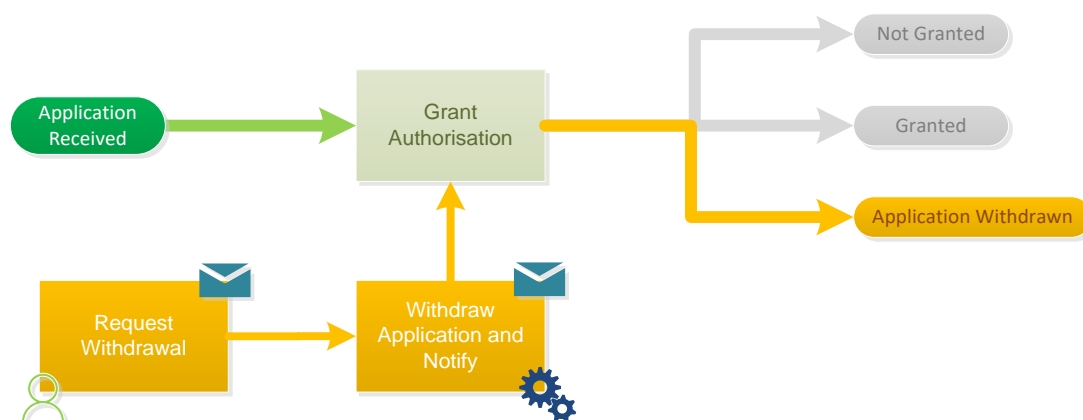 Not Granted
Application
Received
Grant
Authorisation
Granted
Application Withdrawn
Request
Withdrawal
Withdraw
Application and
Notify